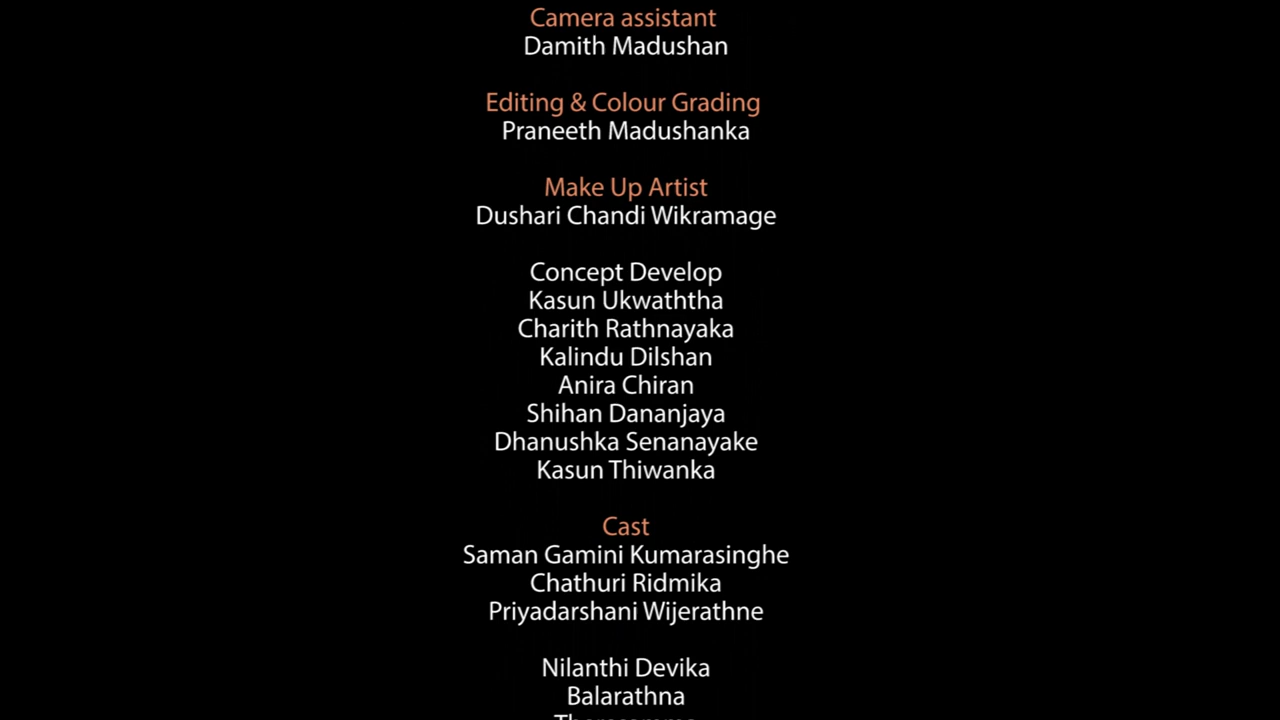 Camera assistant
Damith Madushan
Editing & Colour Grading
Praneeth Madushanka
Make Up Artist
Dushari Chandi Wikramage
Concept Develop
Kasun Ukwaththa
Charith Rathnayaka
Kalindu Dilshan
Anira Chiran
Shihan Dananjaya
Dhanushka Senanayake
Kasun Thiwanka
Cast
Saman Gamini Kumarasinghe
Chathuri Ridmika
Priyadarshani Wijerathne
Nilanthi Devika
Balarathna